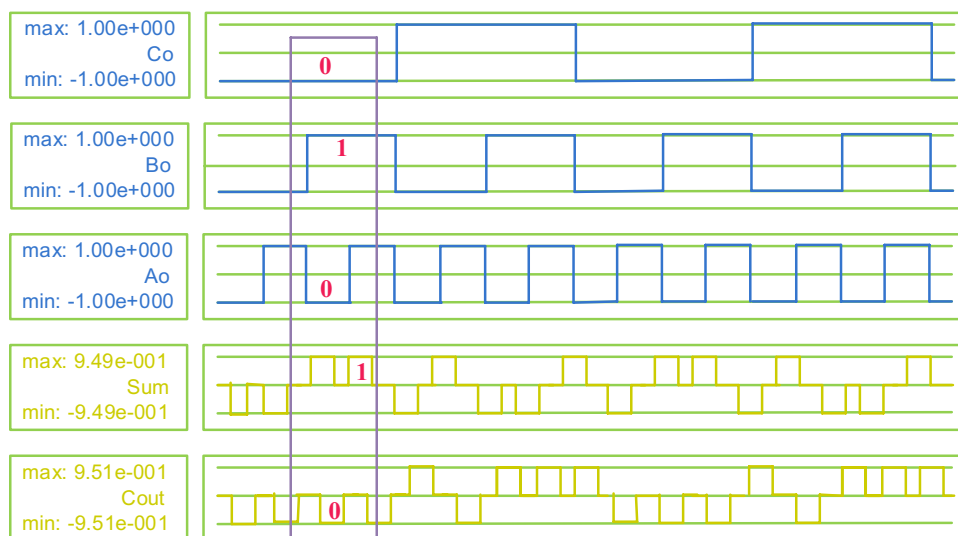 max: 1.00e+000
Co
min: -1.00e+000
0
max: 1.00e+000
Bo
min: -1.00e+000
1
max: 1.00e+000
Ao
min: -1.00e+000
0
max: 9.49e-001
Sum
min: -9.49e-001
1
max: 9.51e-001
Cout
min: -9.51e-001
0